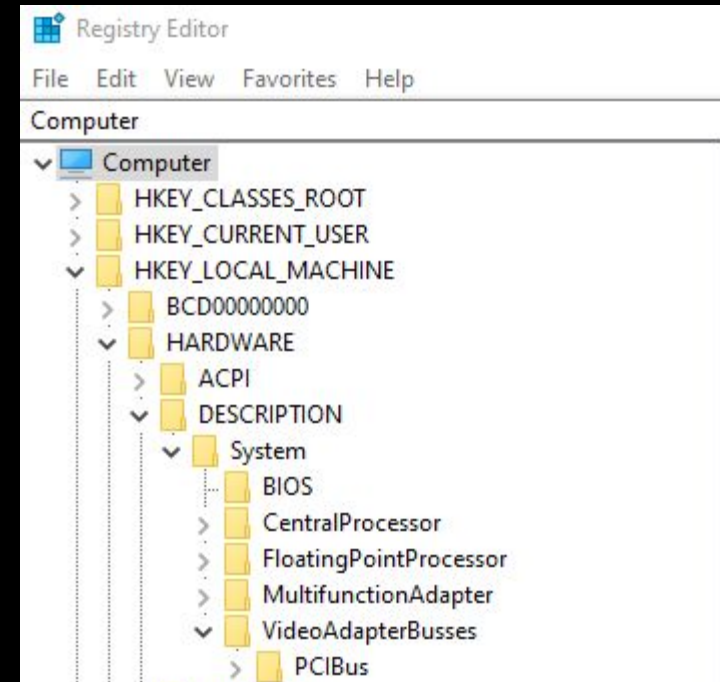 Registry Editor
File Edit View Favorites Help
Computer
Computer
HKEY_CLASSES_ROOT
HKEY_CURRENT_USER
HKEY_LOCAL_MACHINE
BCD00000000
HARDWARE
ACPI
DESCRIPTION
System
BIOS
CentralProcessor
FloatingPointProcessor
MultifunctionAdapter
VideoAdapterBusses
PCIBus